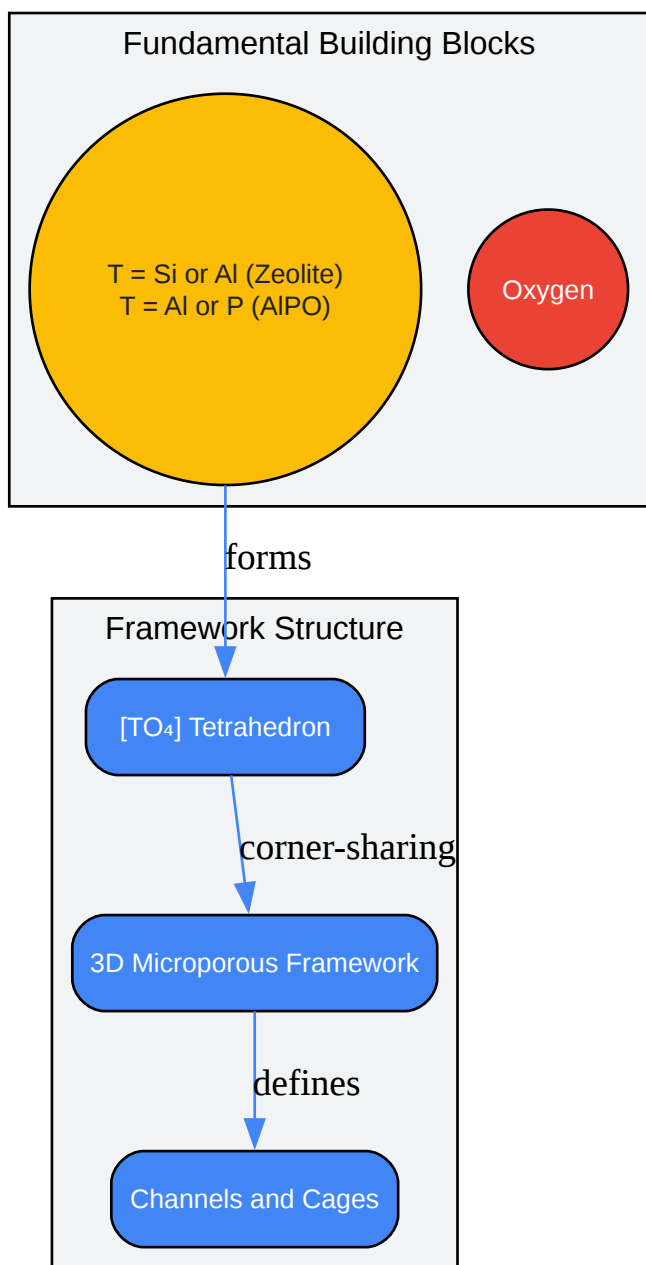 Fundamental Building Blocks
T = Si or Al (Zeolite)
T = Al or P (AlPO)
Oxygen
forms
Framework Structure
[TO₄] Tetrahedron
corner-sharing
3D Microporous Framework
defines
Channels and Cages